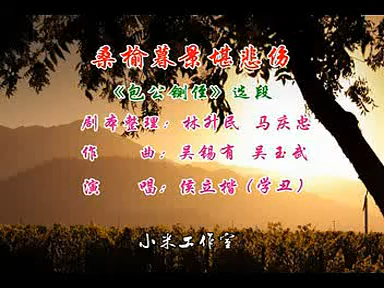 桑榆暮景堪悲伤
《包公铡侄》选段
剧本整理：林升民 马庆忠
作 曲：吴锡有 吴玉武
演 唱：侯立楷（学丑）
小米工作室